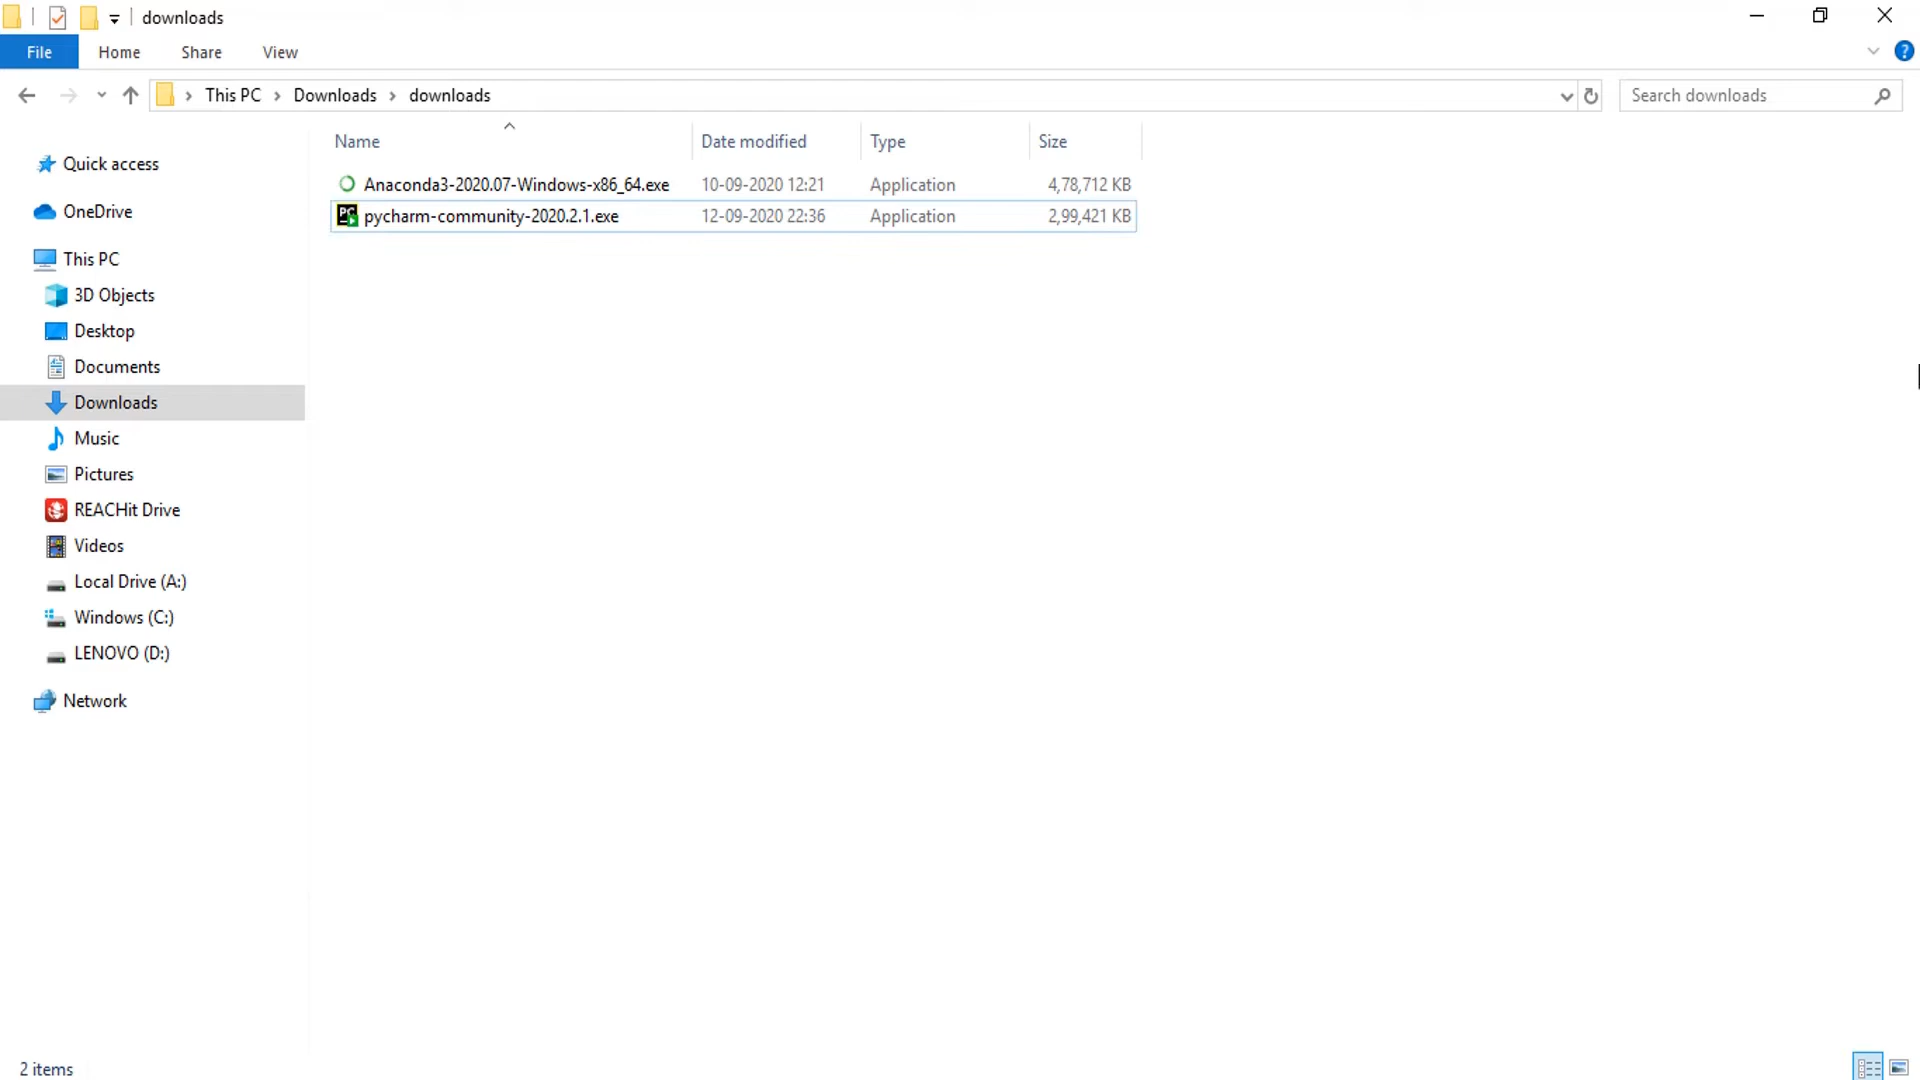 downloads
File Home Share View
This PC Downloads downloads
Search downloads
Name Date modified Type Size
Anaconda3-2020.07-Windows-x86_64.exe 10-09-2020 12:21 Application 4,78,712 KB
pycharm-community-2020.2.1.exe 12-09-2020 22:36 Application 2,99,421 KB
Quick access
OneDrive
This PC
3D Objects
Desktop
Documents
Downloads
Music
Pictures
REACHit Drive
Videos
Local Drive (A:)
Windows (C:)
LENOVO (D:)
Network
2 items